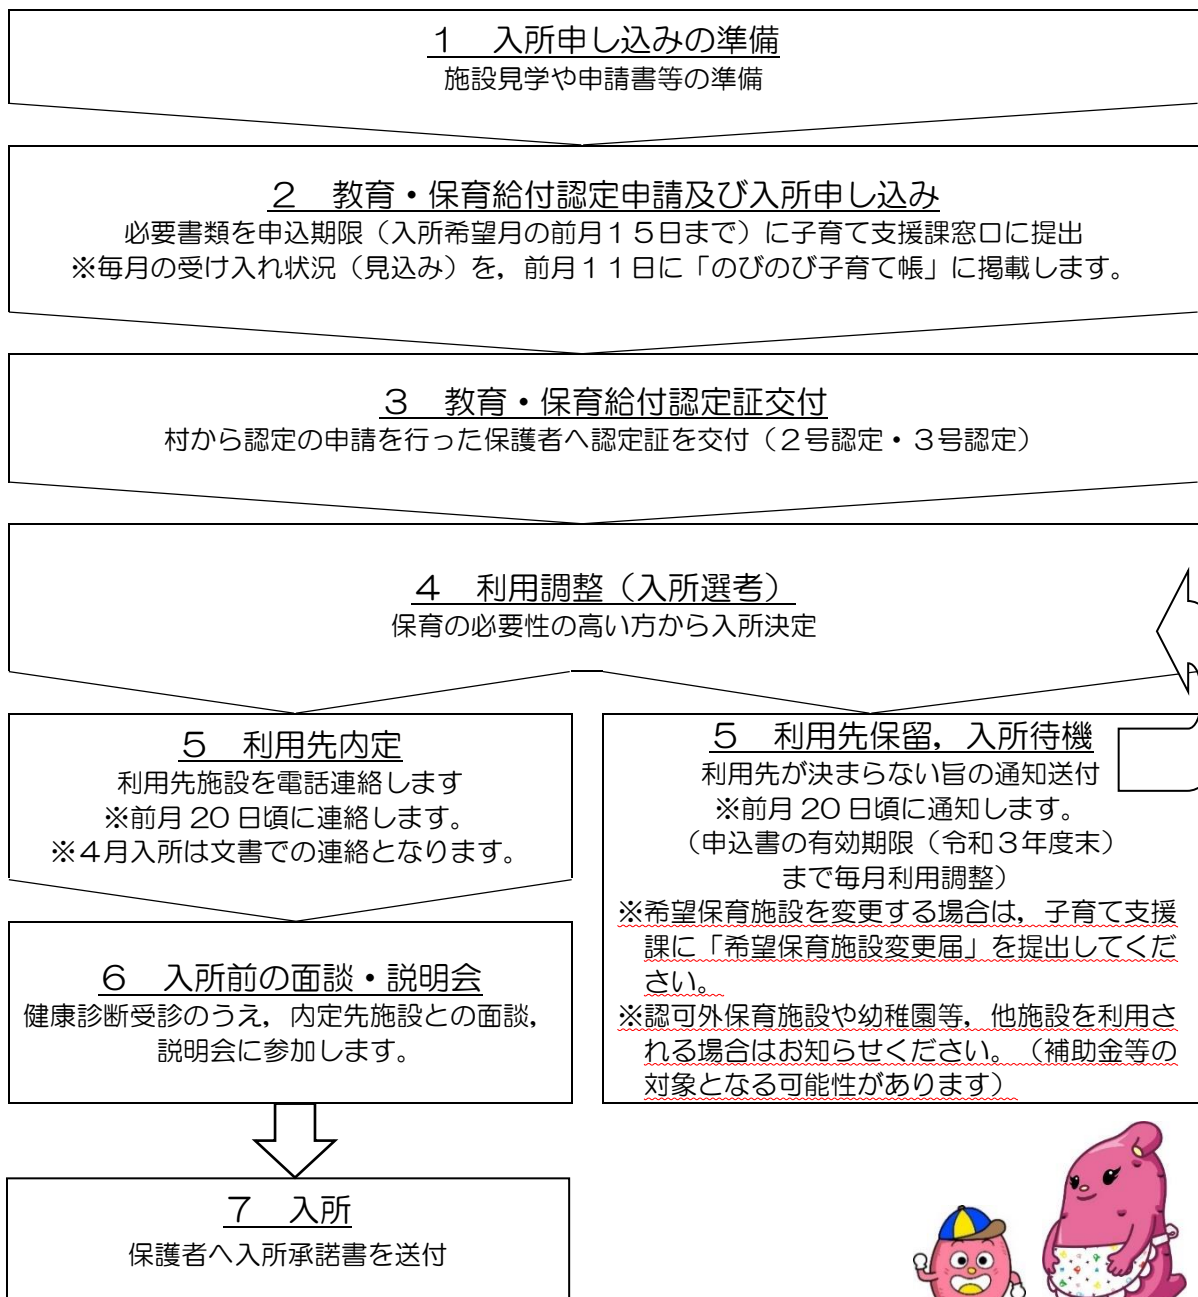 １　入所申し込みの準備
施設見学や申請書等の準備
２　教育・保育給付認定申請及び入所申し込み
必要書類を申込期限（入所希望月の前月１５日まで）に子育て支援課窓口に提出
※毎月の受け入れ状況（見込み）を，前月１１日に「のびのび子育て帳」に掲載します。
３　教育・保育給付認定証交付
村から認定の申請を行った保護者へ認定証を交付（２号認定・３号認定）
４　利用調整（入所選考）
保育の必要性の高い方から入所決定
５　利用先内定
利用先施設を電話連絡します
※前月 20 日頃に連絡します。
※４月入所は文書での連絡となります。
５　利用先保留，入所待機
利用先が決まらない旨の通知送付
※前月 20 日頃に通知します。
（申込書の有効期限（令和３年度末）
まで毎月利用調整）
※希望保育施設を変更する場合は，子育て支援
課に「希望保育施設変更届」を提出してくだ
さい。
※認可外保育施設や幼稚園等，他施設を利用さ
れる場合はお知らせください。（補助金等の
対象となる可能性があります）
６　入所前の面談・説明会
健康診断受診のうえ，内定先施設との面談，
説明会に参加します。
７　入所
保護者へ入所承諾書を送付